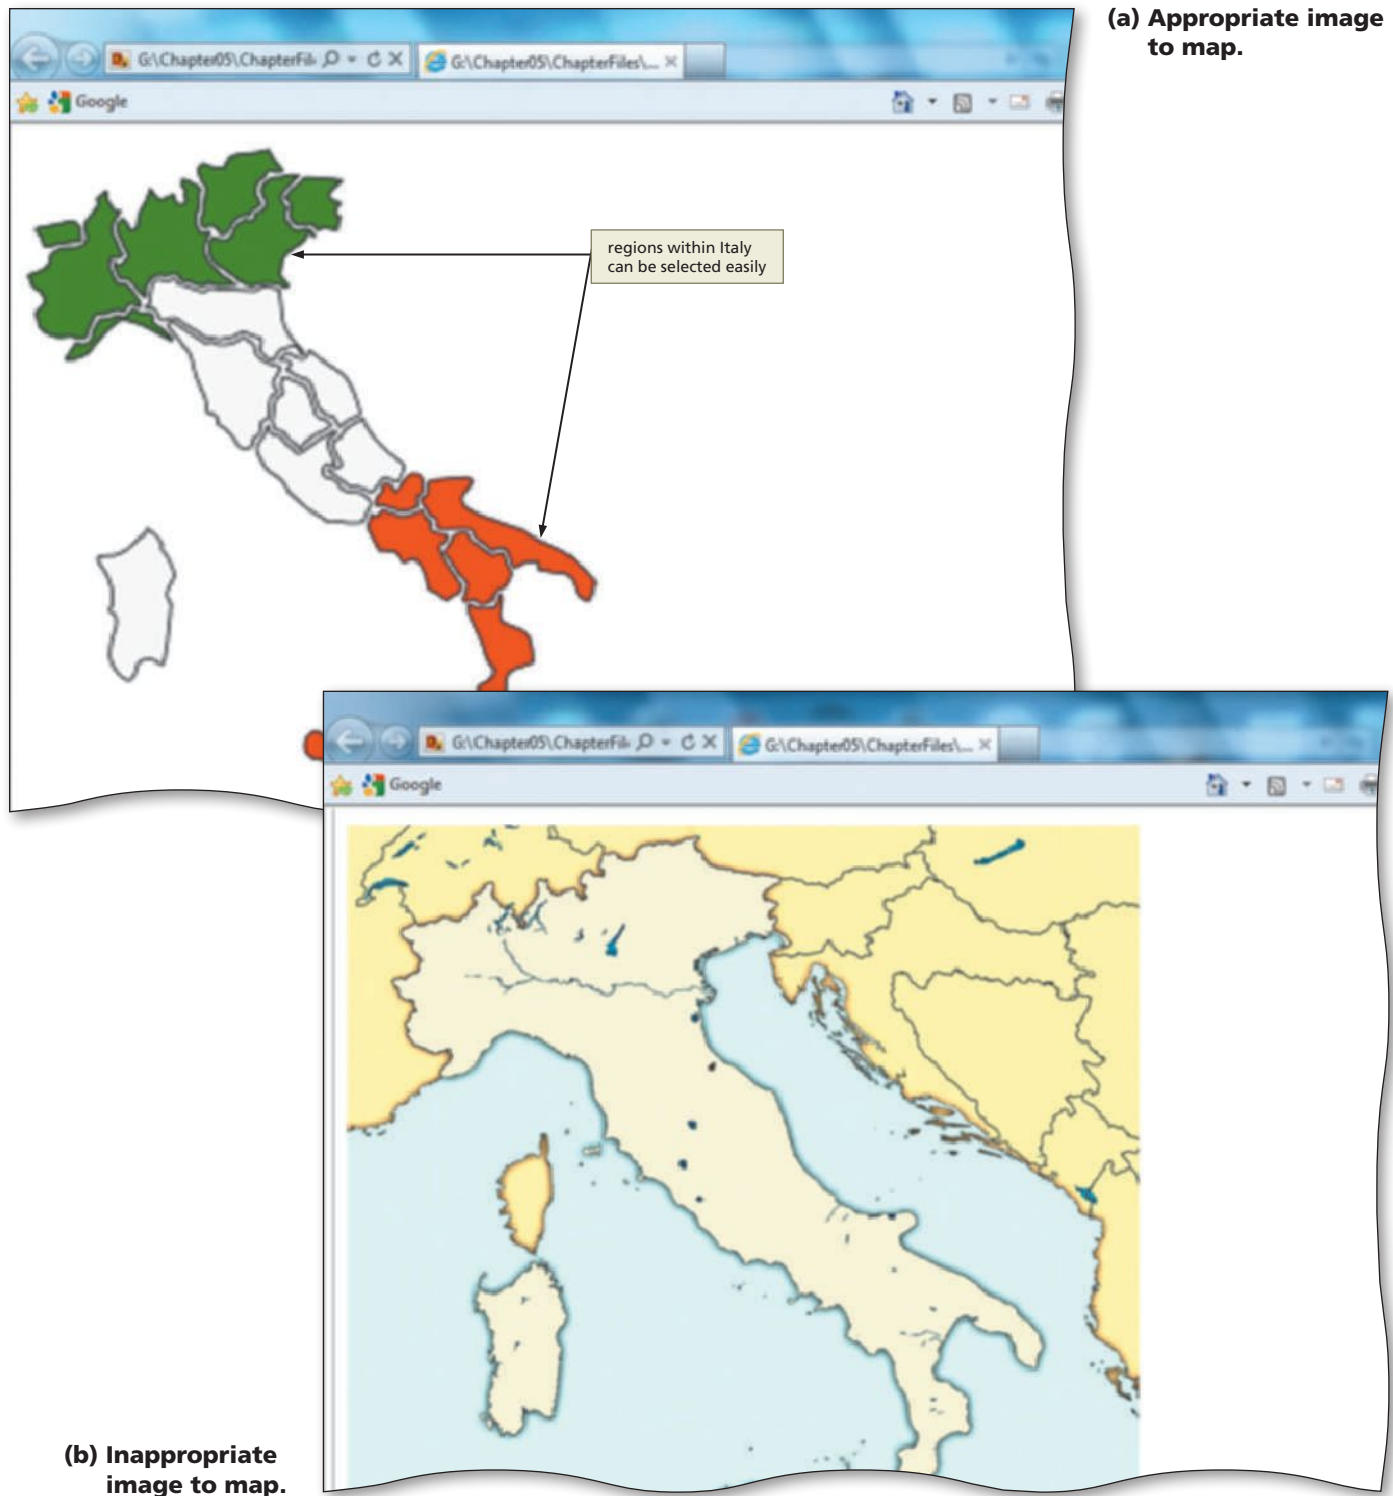 (a) Appropriate image
to map.
G:\Chapter05\ChapterFil
G:\Chapter05\ChapterFiles\...
Google
regions within Italy
can be selected easily
G:\Chapter05\ChapterFil
G:\Chapter05\ChapterFiles\...
Google
(b) Inappropriate
image to map.